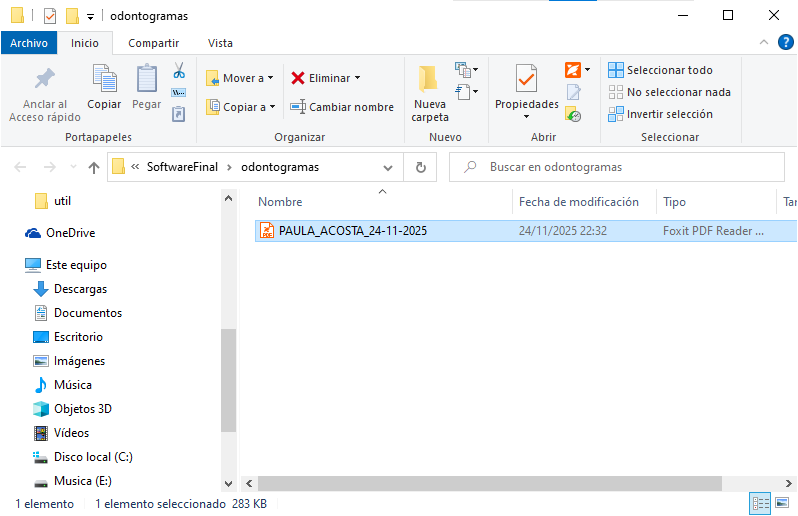 odontogramas
Archivo Inicio Compartir Vista
Anclar al Acceso rápido
Copiar
Pegar
Portapapeles
Mover a
Copiar a
Eliminar
Cambiar nombre
Organizar
Nueva carpeta
Nuevo
Propiedades
Abrir
Seleccionar todo
No seleccionar nada
Invertir selección
Seleccionar
« SoftwareFinal › odontogramas
Buscar en odontogramas
util
OneDrive
Este equipo
Descargas
Documentos
Escritorio
Imágenes
Música
Objetos 3D
Vídeos
Disco local (C:)
Musica (E:)
Nombre Fecha de modificación Tipo Ta
PAULA_ACOSTA_24-11-2025 24/11/2025 22:32 Foxit PDF Reader ...
1 elemento 1 elemento seleccionado 283 KB